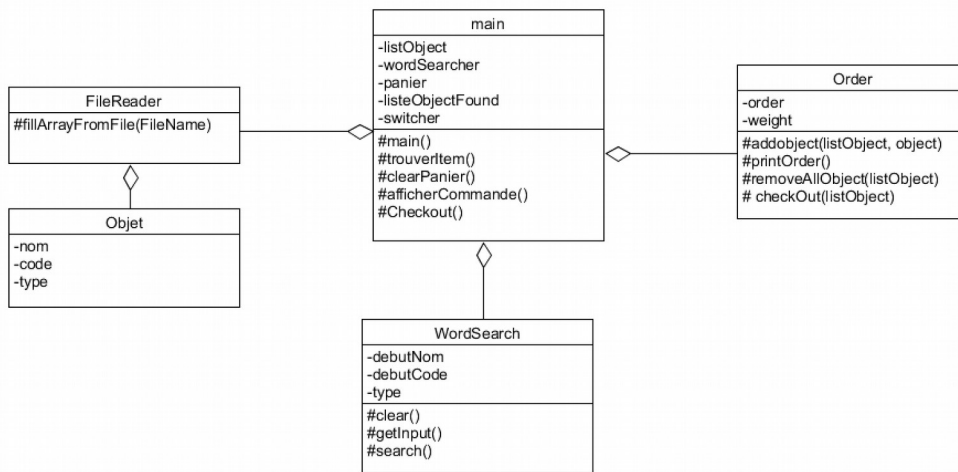 main
-listObject
-wordSearcher
-panier
-listeObjectFound
-switcher
#main()
#trouverItem()
#clearPanier()
#afficherCommande()
#Checkout()
FileReader
#fillArrayFromFile(FileName)
Objet
-nom
-code
-type
Order
-order
-weight
#addobject(listObject, object)
#printOrder()
#removeAllObject(listObject)
# checkOut(listObject)
WordSearch
-debutNom
-debutCode
-type
#clear()
#getInput()
#search()